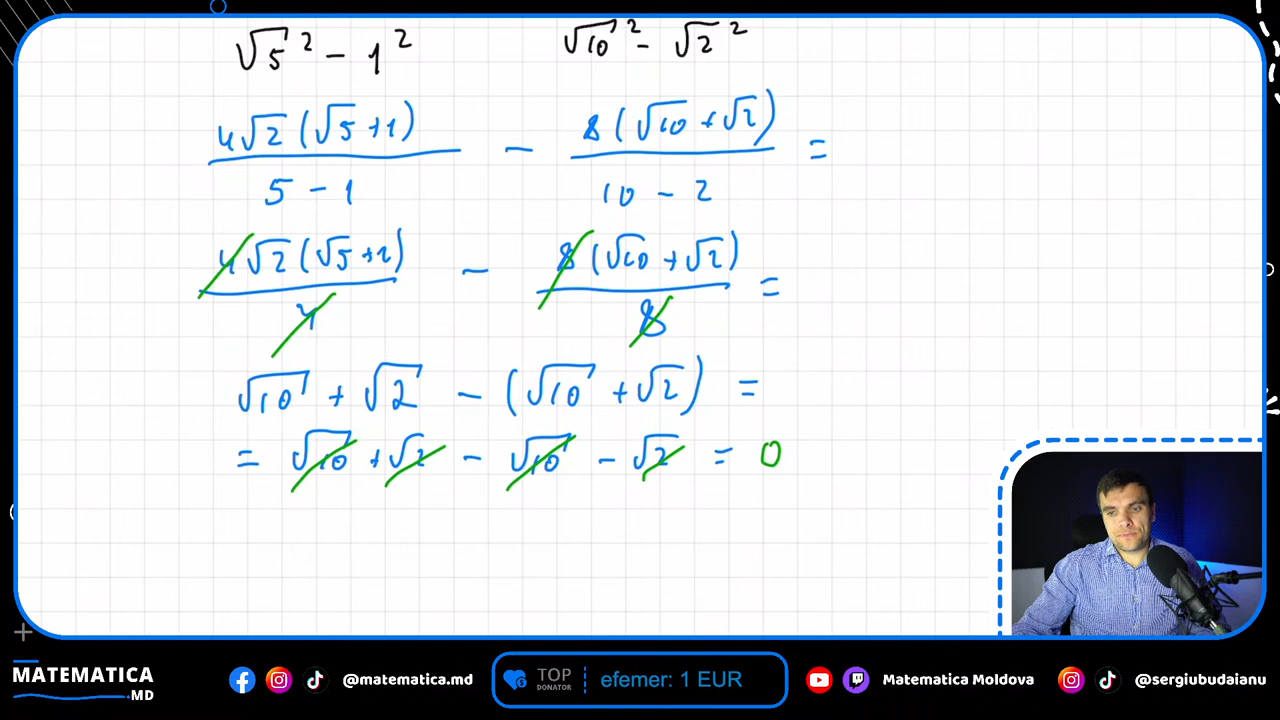 √5² − 1² √10² − √2²
4√2(√5+1)/(5 − 1) − 8(√10+√2)/(10 − 2) =
4√2(√5+1)/4 − 8(√10+√2)/8 =
√10 + √2 − (√10 + √2) =
= √10 + √2 − √10 − √2 = 0
MATEMATICA
.MD
@matematica.md
TOP
DONATOR
efemer: 1 EUR
Matematica Moldova
@sergiubudaianu